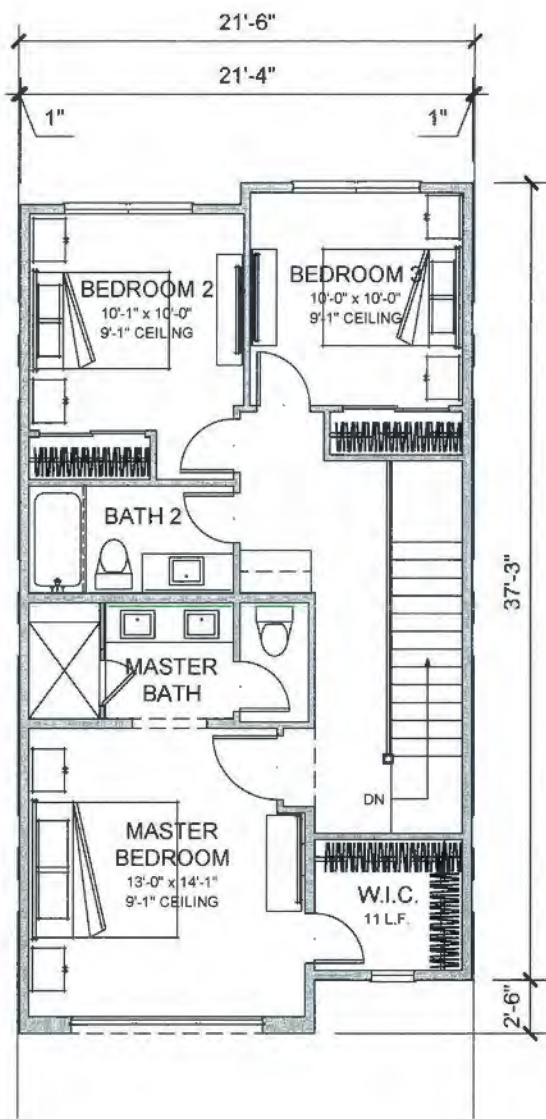 21'-6"
21'-4"
1"
1"
BEDROOM 2
10'-1" x 10'-0"
9'-1" CEILING
BEDROOM 3
10'-0" x 10'-0"
9'-1" CEILING
BATH 2
37'-3"
MASTER
BATH
DN
MASTER
BEDROOM
13'-0" x 14'-1"
9'-1" CEILING
W.I.C.
11 L.F.
2'-6"